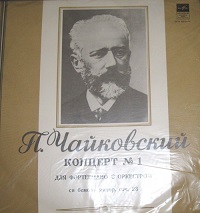 П. Чайковский
КОНЦЕРТ № 1
ДЛЯ ФОРТЕПИАНО С ОРКЕСТРОМ
си бемоль минор, соч. 23